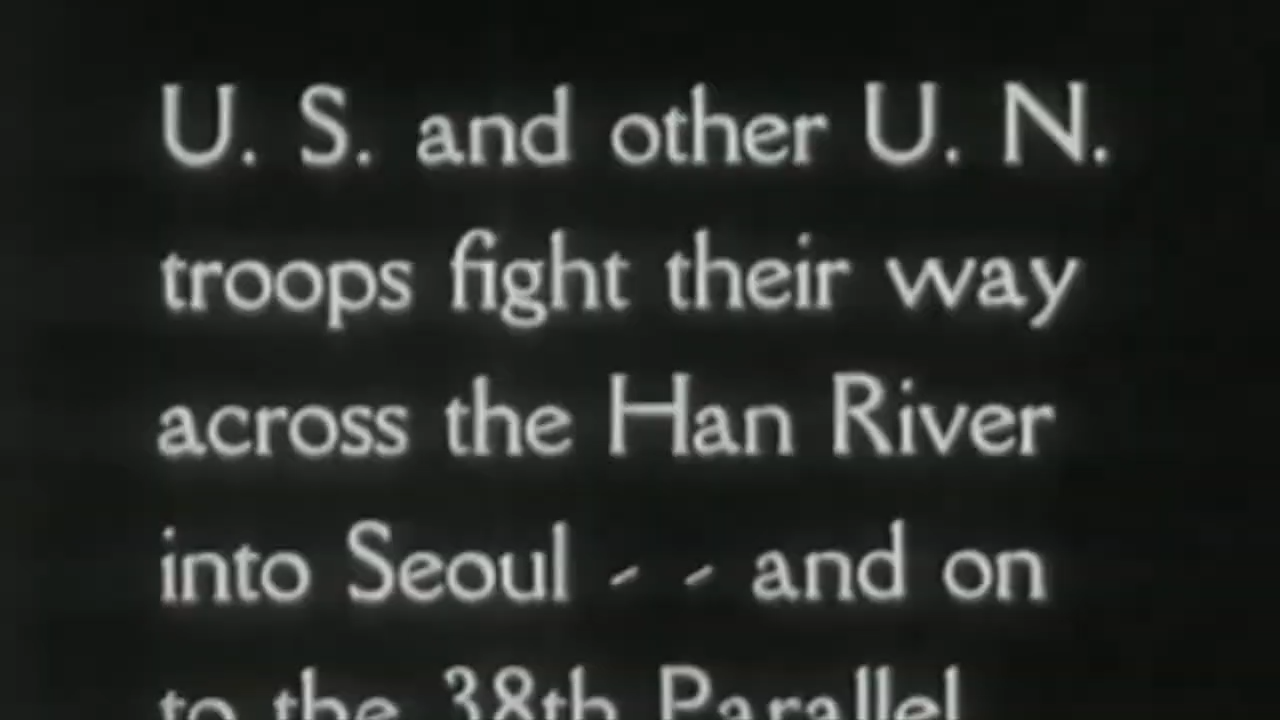 U. S. and other U. N.
troops fight their way
across the Han River
into Seoul - - and on
to the 38th Parallel